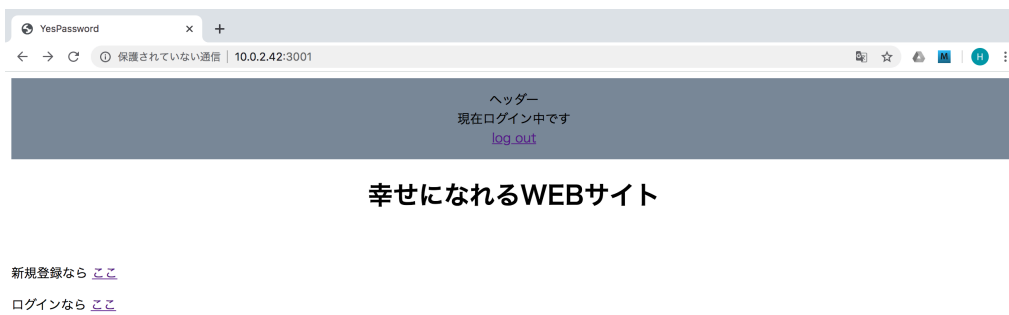 YesPassword
保護されていない通信 10.0.2.42:3001
M
H
ヘッダー
現在ログイン中です
log out
幸せになれるWEBサイト
新規登録なら ここ
ログインなら ここ